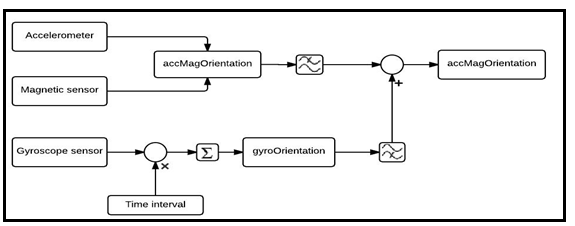 Accelerometer
accMagOrientation
accMagOrientation
+
Magnetic sensor
Gyroscope sensor
x
Σ
gyroOrientation
Time interval